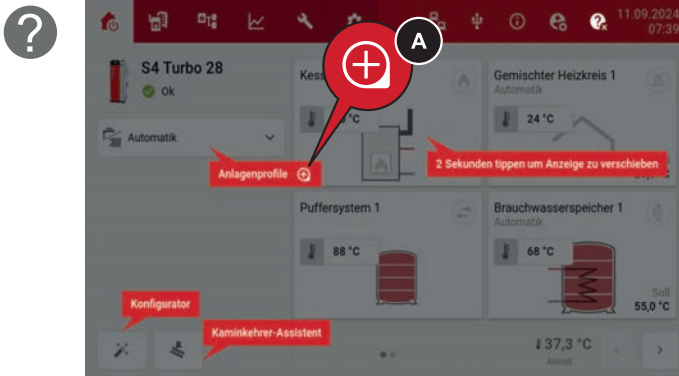 ?
A
11.09.2024
07:39
S4 Turbo 28
Ok
Automatik
Anlagenprofile
Kess
°C
Gemischter Heizkreis 1
Automatik
24 °C
2 Sekunden tippen um Anzeige zu verschieben
Puffersystem 1
88 °C
Brauchwasserspeicher 1
Automatik
68 °C
Soll
55,0 °C
Konfigurator
Kaminkehrer-Assistent
37,3 °C
Aktuell